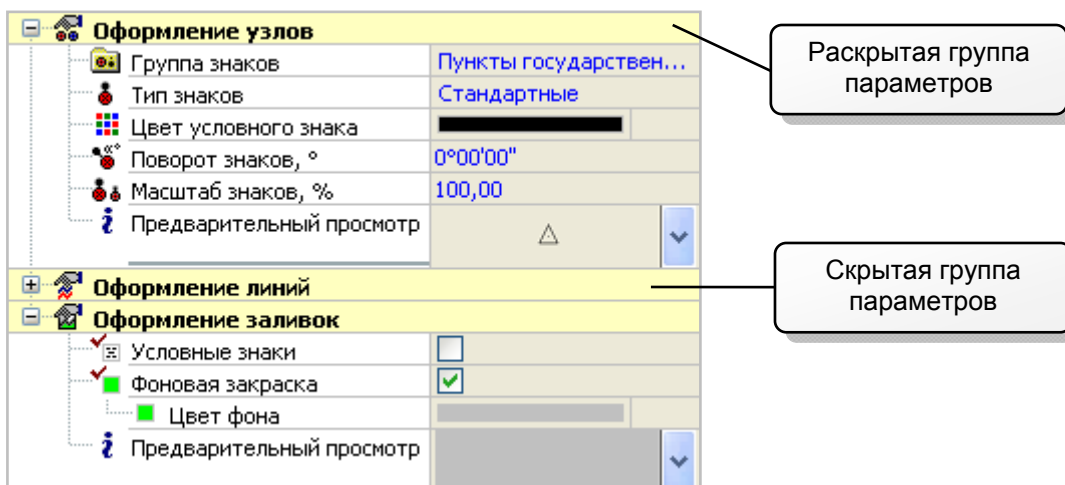 Оформление узлов
Группа знаков Пункты государствен...
Тип знаков Стандартные
Цвет условного знака
Поворот знаков, ° 0°00'00"
Масштаб знаков, % 100,00
Предварительный просмотр
Оформление линий
Оформление заливок
Условные знаки
Фоновая закраска
Цвет фона
Предварительный просмотр
Раскрытая группа
параметров
Скрытая группа
параметров